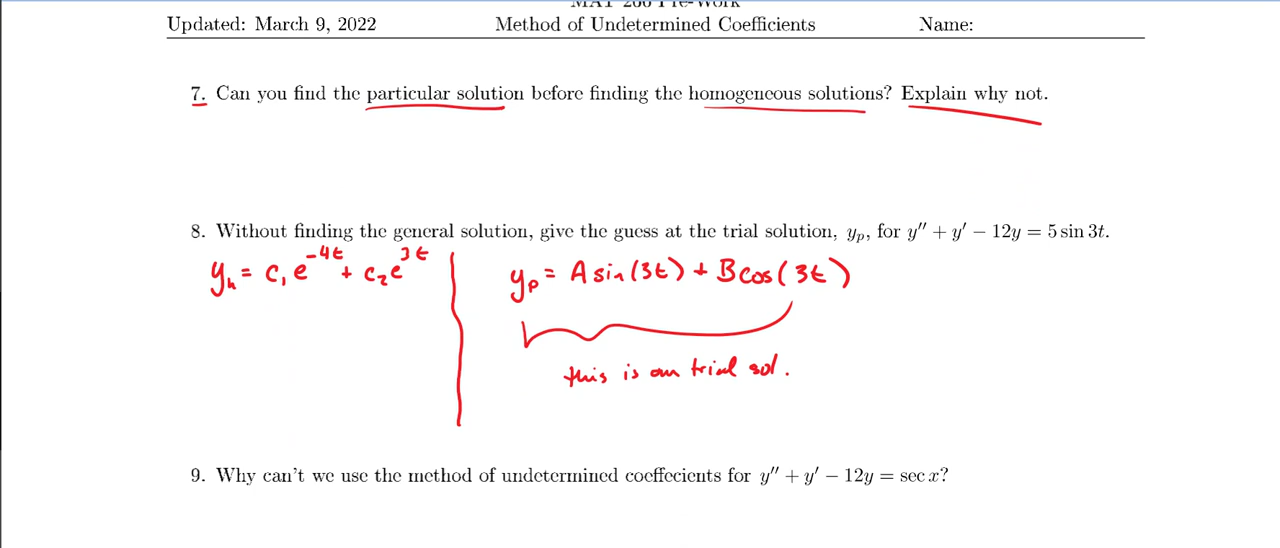 Updated: March 9, 2022 Method of Undetermined Coefficients Name:
7. Can you find the particular solution before finding the homogeneous solutions? Explain why not.
8. Without finding the general solution, give the guess at the trial solution, yₚ, for y″ + y′ − 12y = 5 sin 3t.
yₕ = c₁e^(-4t) + c₂e^(3t) yₚ = A sin(3t) + B cos(3t)
this is our trial sol.
9. Why can't we use the method of undetermined coeffecients for y″ + y′ − 12y = sec x?